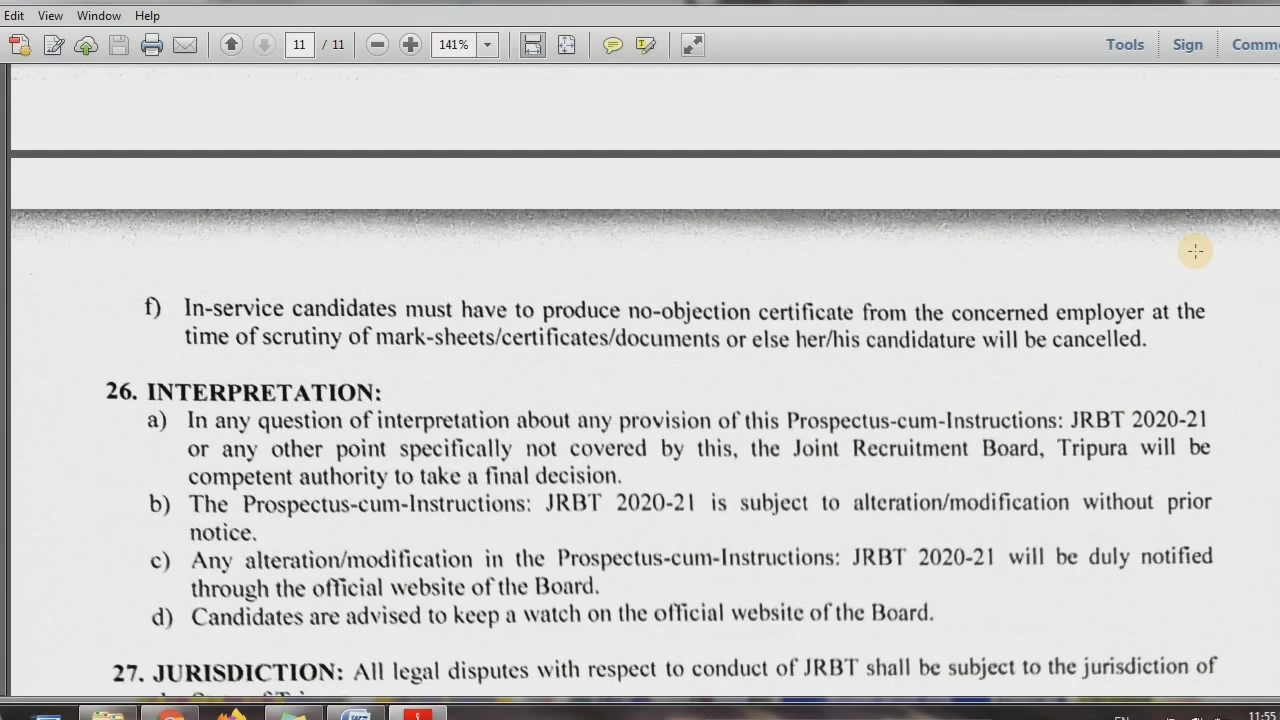 Edit View Window Help
11 / 11 141% Tools Sign
f) In-service candidates must have to produce no-objection certificate from the concerned employer at the
time of scrutiny of mark-sheets/certificates/documents or else her/his candidature will be cancelled.
26. INTERPRETATION:
a) In any question of interpretation about any provision of this Prospectus-cum-Instructions: JRBT 2020-21
or any other point specifically not covered by this, the Joint Recruitment Board, Tripura will be
competent authority to take a final decision.
b) The Prospectus-cum-Instructions: JRBT 2020-21 is subject to alteration/modification without prior
notice.
c) Any alteration/modification in the Prospectus-cum-Instructions: JRBT 2020-21 will be duly notified
through the official website of the Board.
d) Candidates are advised to keep a watch on the official website of the Board.
27. JURISDICTION: All legal disputes with respect to conduct of JRBT shall be subject to the jurisdiction of
11:55